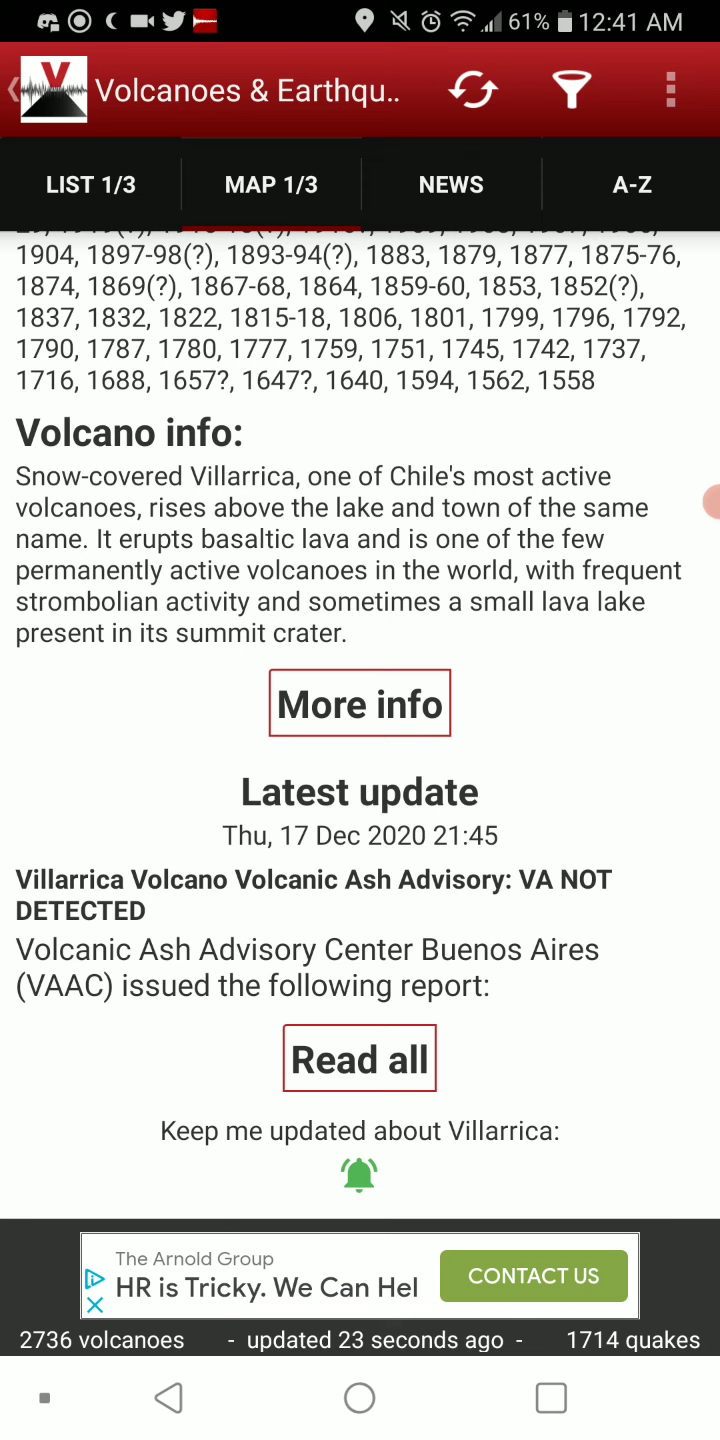 61% 12:41 AM
V
Volcanoes & Earthqu..
LIST 1/3 MAP 1/3 NEWS A-Z
1904, 1897-98(?), 1893-94(?), 1883, 1879, 1877, 1875-76,
1874, 1869(?), 1867-68, 1864, 1859-60, 1853, 1852(?),
1837, 1832, 1822, 1815-18, 1806, 1801, 1799, 1796, 1792,
1790, 1787, 1780, 1777, 1759, 1751, 1745, 1742, 1737,
1716, 1688, 1657?, 1647?, 1640, 1594, 1562, 1558
Volcano info:
Snow-covered Villarrica, one of Chile's most active
volcanoes, rises above the lake and town of the same
name. It erupts basaltic lava and is one of the few
permanently active volcanoes in the world, with frequent
strombolian activity and sometimes a small lava lake
present in its summit crater.
More info
Latest update
Thu, 17 Dec 2020 21:45
Villarrica Volcano Volcanic Ash Advisory: VA NOT
DETECTED
Volcanic Ash Advisory Center Buenos Aires
(VAAC) issued the following report:
Read all
Keep me updated about Villarrica:
The Arnold Group
HR is Tricky. We Can Hel
CONTACT US
2736 volcanoes - updated 23 seconds ago - 1714 quakes